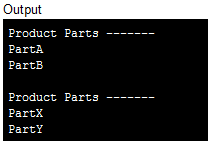 Output
Product Parts -------
PartA
PartB
Product Parts -------
PartX
PartY